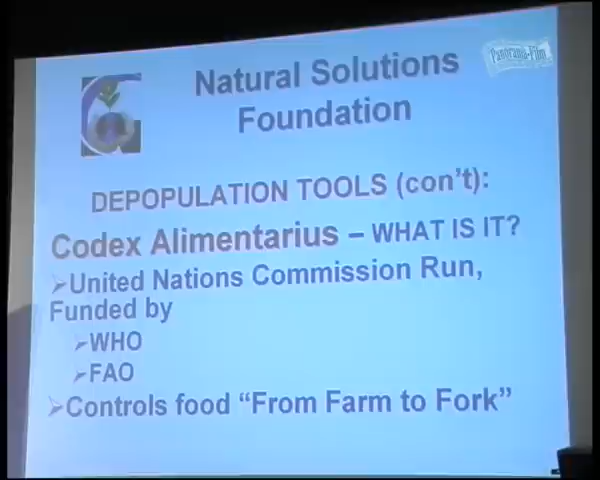 Natural Solutions
Foundation
Panorama-Film
DEPOPULATION TOOLS (con't):
Codex Alimentarius – WHAT IS IT?
➢United Nations Commission Run,
Funded by
➢WHO
➢FAO
➢Controls food “From Farm to Fork”